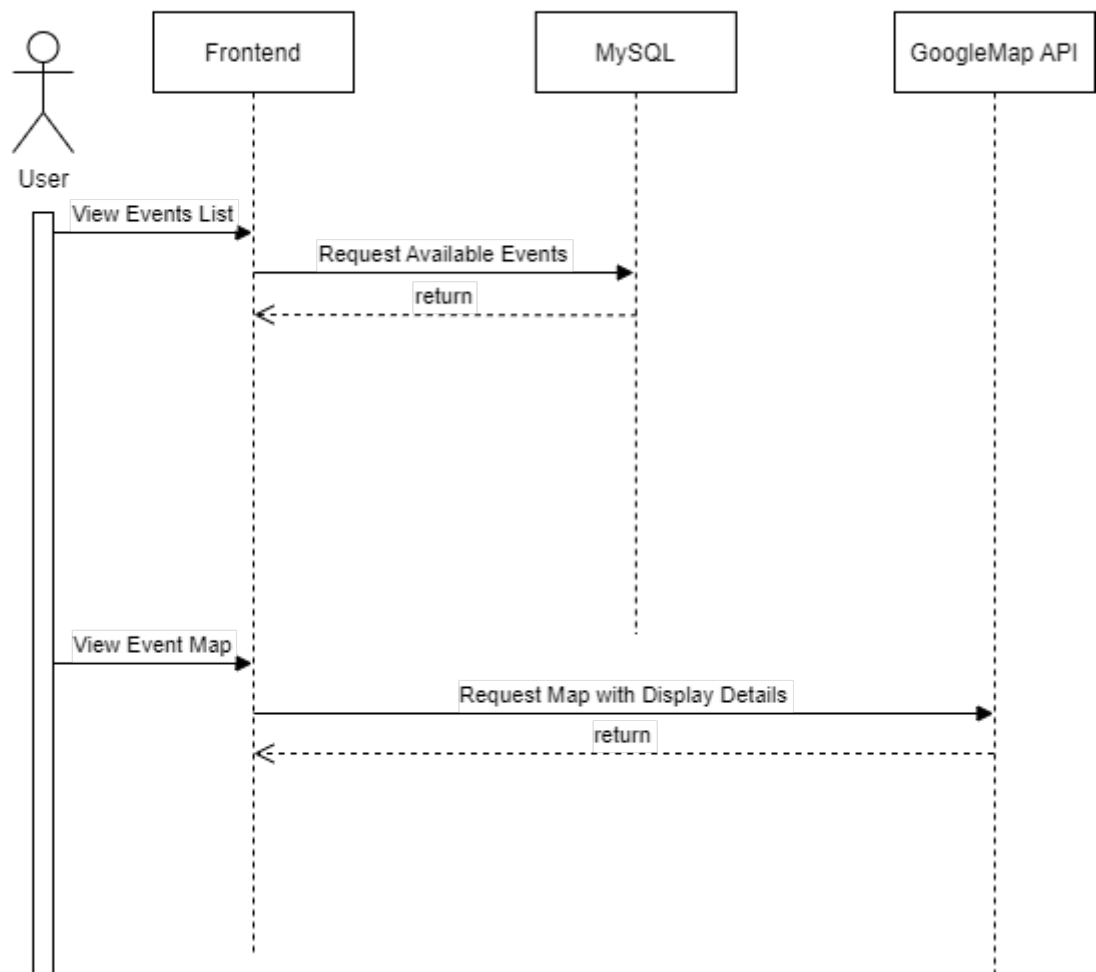 Frontend
MySQL
GoogleMap API
User
View Events List
Request Available Events
return
View Event Map
Request Map with Display Details
return